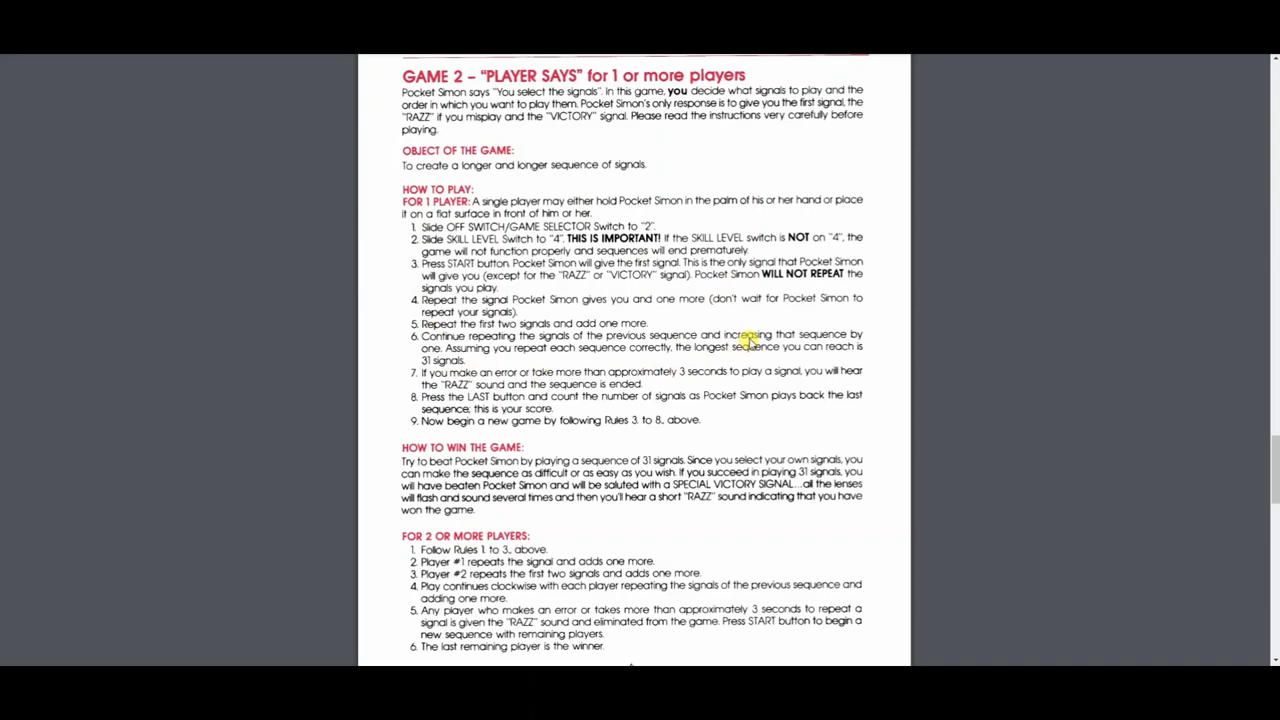 GAME 2 – "PLAYER SAYS" for 1 or more players
Pocket Simon says "You select the signals". In this game, you decide what signals to play and the
order in which you want to play them. Pocket Simon's only response is to give you the first signal, the
"RAZZ" if you misplay and the "VICTORY" signal. Please read the instructions very carefully before
playing.
OBJECT OF THE GAME:
To create a longer and longer sequence of signals.
HOW TO PLAY:
FOR 1 PLAYER: A single player may either hold Pocket Simon in the palm of his or her hand or place
it on a flat surface in front of him or her.
1. Slide OFF SWITCH/GAME SELECTOR Switch to "2".
2. Slide SKILL LEVEL Switch to "4". THIS IS IMPORTANT! If the SKILL LEVEL switch is NOT on "4", the
game will not function properly and sequences will end prematurely.
3. Press START button. Pocket Simon will give the first signal. This is the only signal that Pocket Simon
will give you (except for the "RAZZ" or "VICTORY" signal). Pocket Simon WILL NOT REPEAT the
signals you play.
4. Repeat the signal Pocket Simon gives you and one more (don't wait for Pocket Simon to
repeat your signals).
5. Repeat the first two signals and add one more.
6. Continue repeating the signals of the previous sequence and increasing that sequence by
one. Assuming you repeat each sequence correctly, the longest sequence you can reach is
31 signals.
7. If you make an error or take more than approximately 3 seconds to play a signal, you will hear
the "RAZZ" sound and the sequence is ended.
8. Press the LAST button and count the number of signals as Pocket Simon plays back the last
sequence; this is your score.
9. Now begin a new game by following Rules 3. to 8., above.
HOW TO WIN THE GAME:
Try to beat Pocket Simon by playing a sequence of 31 signals. Since you select your own signals, you
can make the sequence as difficult or as easy as you wish. If you succeed in playing 31 signals, you
will have beaten Pocket Simon and will be saluted with a SPECIAL VICTORY SIGNAL...all the lenses
will flash and sound several times and then you'll hear a short "RAZZ" sound indicating that you have
won the game.
FOR 2 OR MORE PLAYERS:
1. Follow Rules 1. to 3., above.
2. Player #1 repeats the signal and adds one more.
3. Player #2 repeats the first two signals and adds one more.
4. Play continues clockwise with each player repeating the signals of the previous sequence and
adding one more.
5. Any player who makes an error or takes more than approximately 3 seconds to repeat a
signal is given the "RAZZ" sound and eliminated from the game. Press START button to begin a
new sequence with remaining players.
6. The last remaining player is the winner.